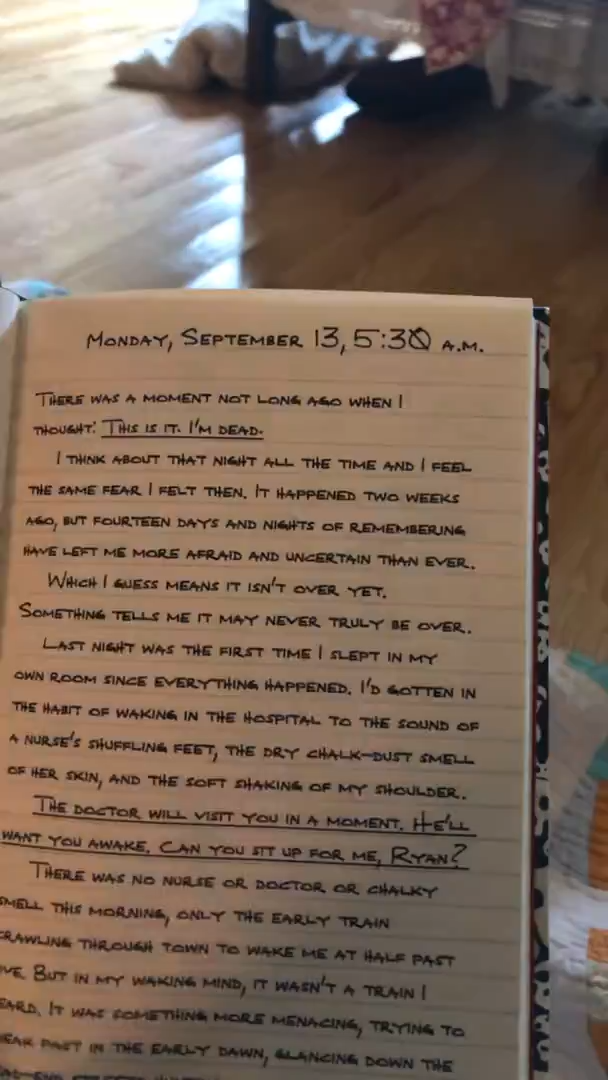 Monday, September 13, 5:30 A.M.
There was a moment not long ago when I
thought: This is it. I'm dead.
I think about that night all the time and I feel
the same fear I felt then. It happened two weeks
ago, but fourteen days and nights of remembering
have left me more afraid and uncertain than ever.
Which I guess means it isn't over yet.
Something tells me it may never truly be over.
Last night was the first time I slept in my
own room since everything happened. I'd gotten in
the habit of waking in the hospital to the sound of
a nurse's shuffling feet, the dry chalk-dust smell
of her skin, and the soft shaking of my shoulder.
The doctor will visit you in a moment. He'll
want you awake. Can you sit up for me, Ryan?
There was no nurse or doctor or chalky
smell this morning, only the early train
crawling through town to wake me at half past
five. But in my waking mind, it wasn't a train I
heard. It was something more menacing, trying to
past in the early dawn, glancing down the